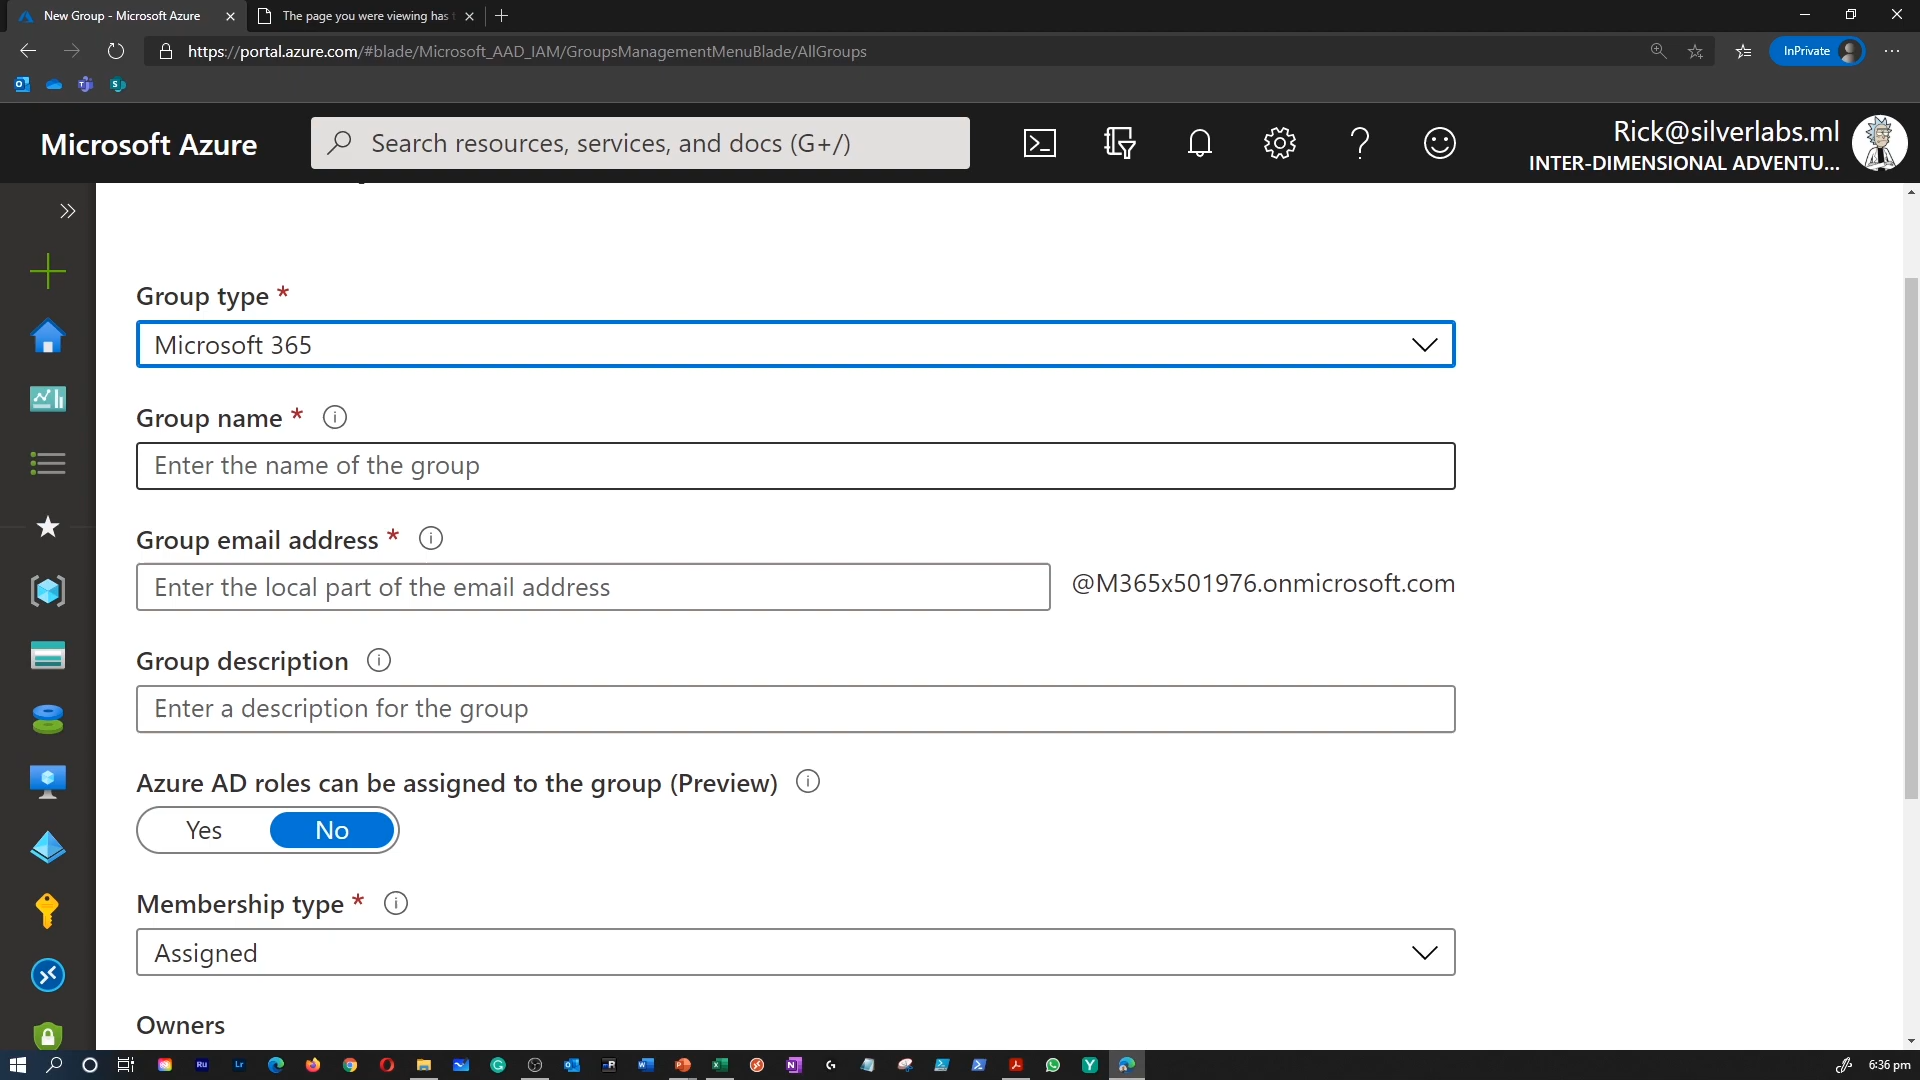 New Group - Microsoft Azure
The page you were viewing has
https://portal.azure.com/#blade/Microsoft_AAD_IAM/GroupsManagementMenuBlade/AllGroups
InPrivate
Microsoft Azure
Search resources, services, and docs (G+/)
Rick@silverlabs.ml
INTER-DIMENSIONAL ADVENTU...
Group type *
Microsoft 365
Group name *
Enter the name of the group
Group email address *
Enter the local part of the email address
@M365x501976.onmicrosoft.com
Group description
Enter a description for the group
Azure AD roles can be assigned to the group (Preview)
Yes
No
Membership type *
Assigned
Owners
6:36 pm